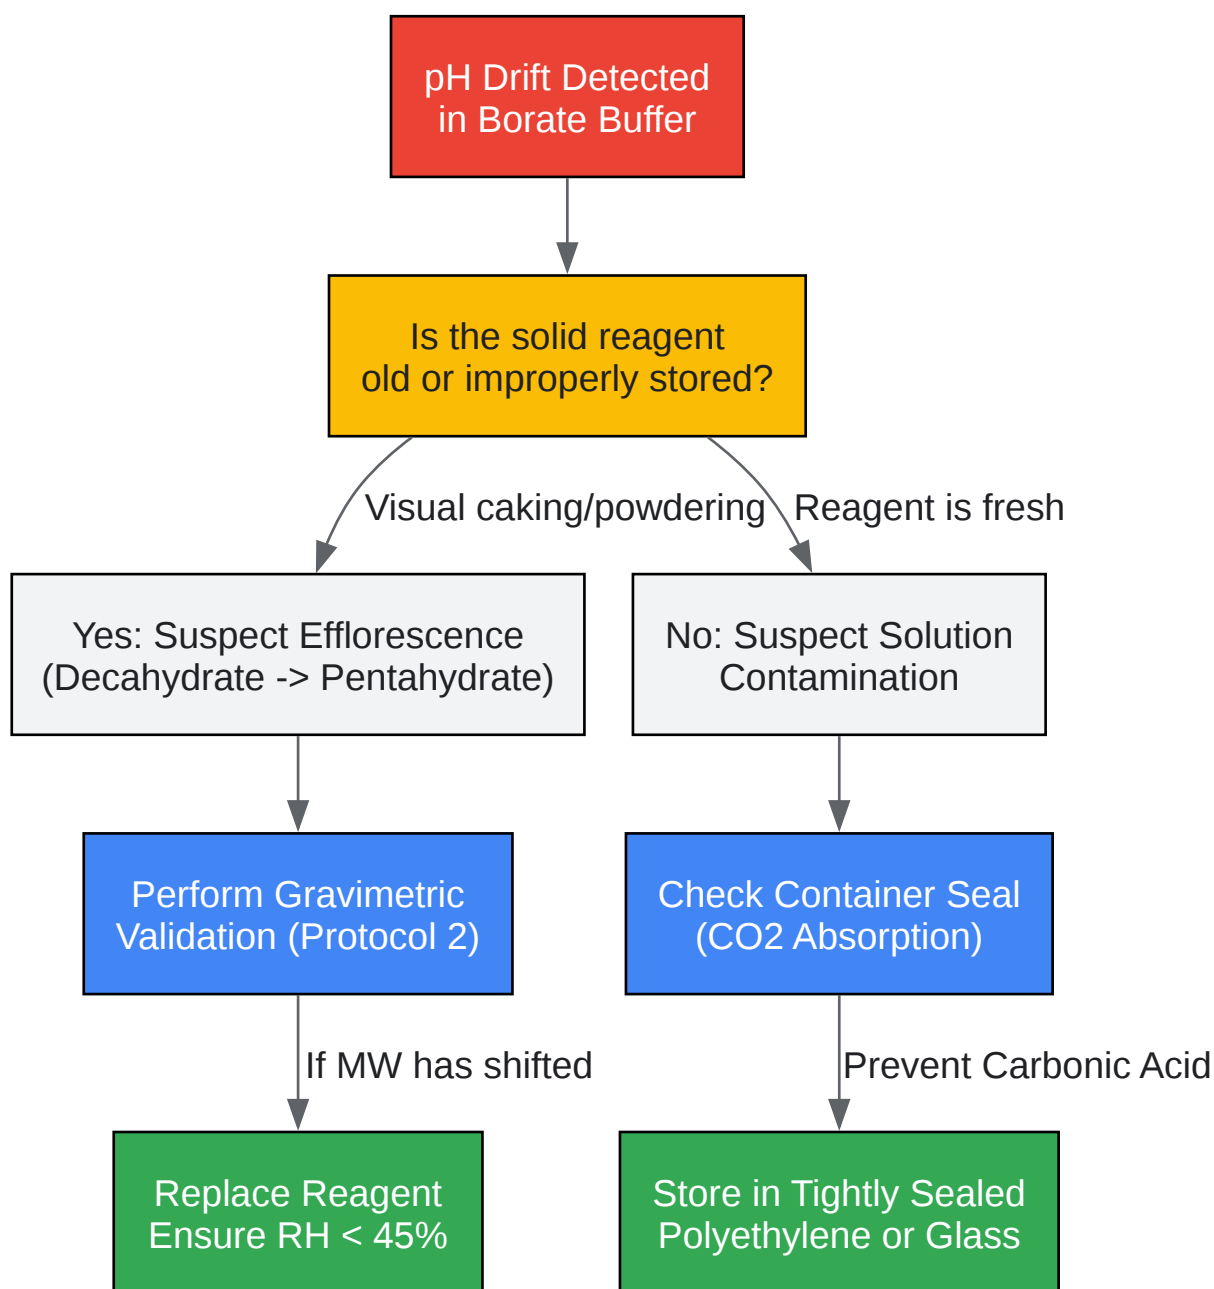 pH Drift Detected
in Borate Buffer
Is the solid reagent
old or improperly stored?
Visual caking/powdering
Reagent is fresh
Yes: Suspect Efflorescence
(Decahydrate -> Pentahydrate)
No: Suspect Solution
Contamination
Perform Gravimetric
Validation (Protocol 2)
Check Container Seal
(CO2 Absorption)
If MW has shifted
Prevent Carbonic Acid
Replace Reagent
Ensure RH < 45%
Store in Tightly Sealed
Polyethylene or Glass